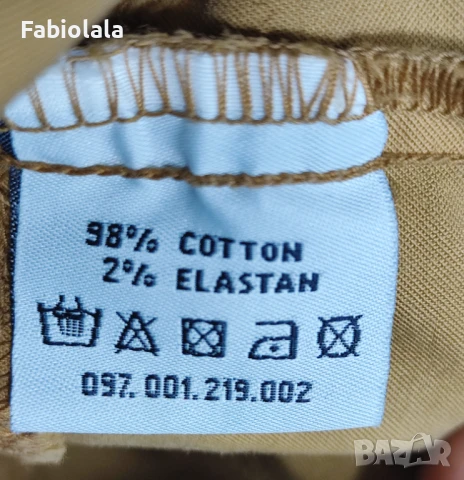 Fabiolala
98% COTTON
2% ELASTAN
097.001.219.002
BAZAR